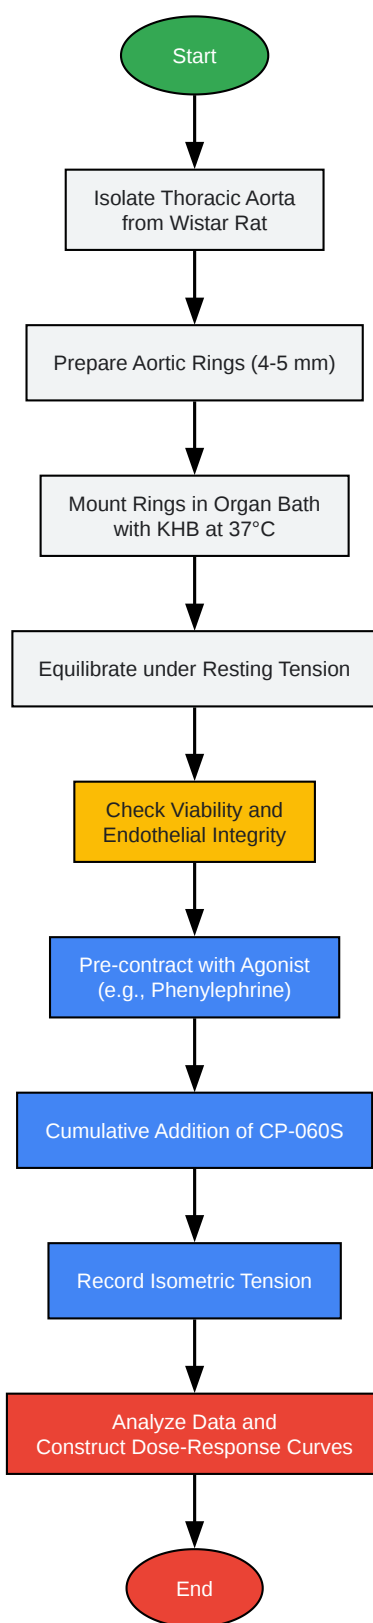 Start
Isolate Thoracic Aorta
from Wistar Rat
Prepare Aortic Rings (4-5 mm)
Mount Rings in Organ Bath
with KHB at 37°C
Equilibrate under Resting Tension
Check Viability and
Endothelial Integrity
Pre-contract with Agonist
(e.g., Phenylephrine)
Cumulative Addition of CP-060S
Record Isometric Tension
Analyze Data and
Construct Dose-Response Curves
End